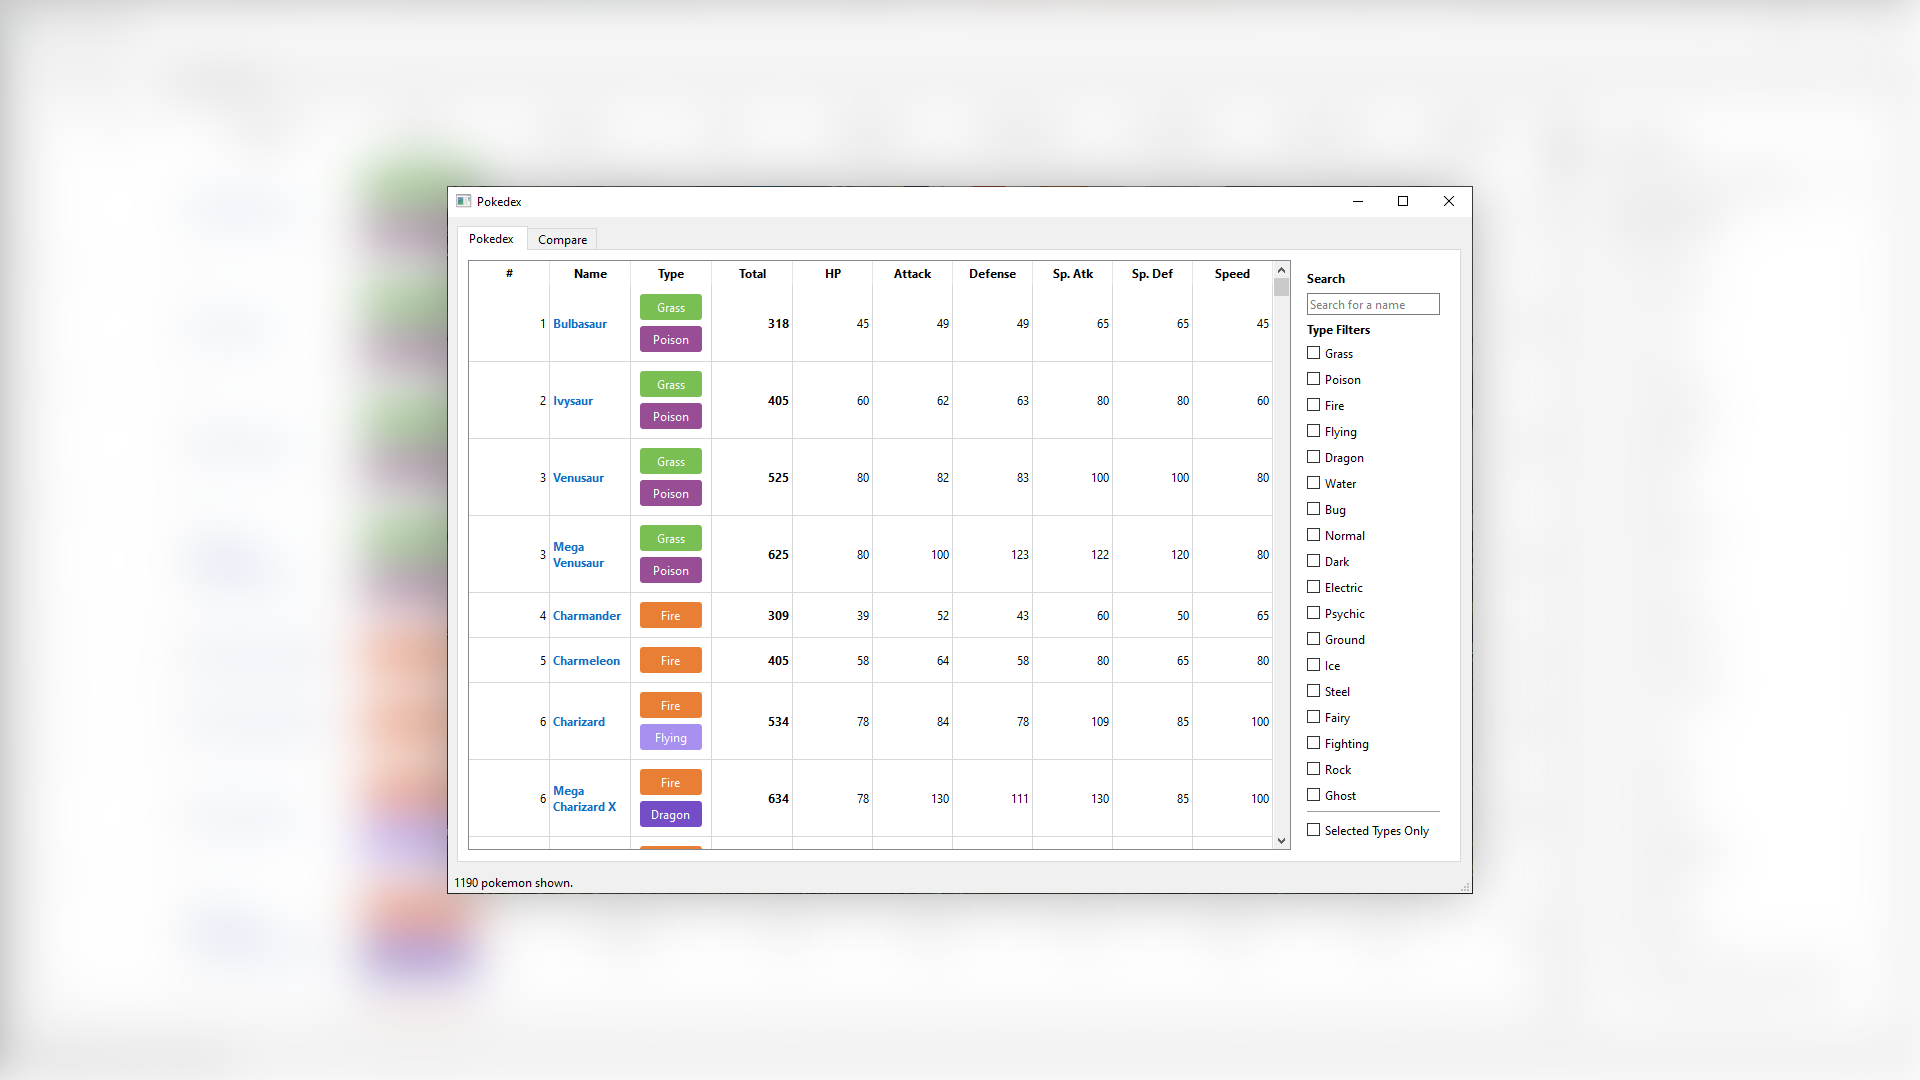 Pokedex
Pokedex Compare
# Name Type Total HP Attack Defense Sp. Atk Sp. Def Speed
1 Bulbasaur Grass Poison 318 45 49 49 65 65 45
2 Ivysaur Grass Poison 405 60 62 63 80 80 60
3 Venusaur Grass Poison 525 80 82 83 100 100 80
3 Mega Venusaur Grass Poison 625 80 100 123 122 120 80
4 Charmander Fire 309 39 52 43 60 50 65
5 Charmeleon Fire 405 58 64 58 80 65 80
6 Charizard Fire Flying 534 78 84 78 109 85 100
6 Mega Charizard X Fire Dragon 634 78 130 111 130 85 100
Search
Search for a name
Type Filters
Grass
Poison
Fire
Flying
Dragon
Water
Bug
Normal
Dark
Electric
Psychic
Ground
Ice
Steel
Fairy
Fighting
Rock
Ghost
Selected Types Only
1190 pokemon shown.